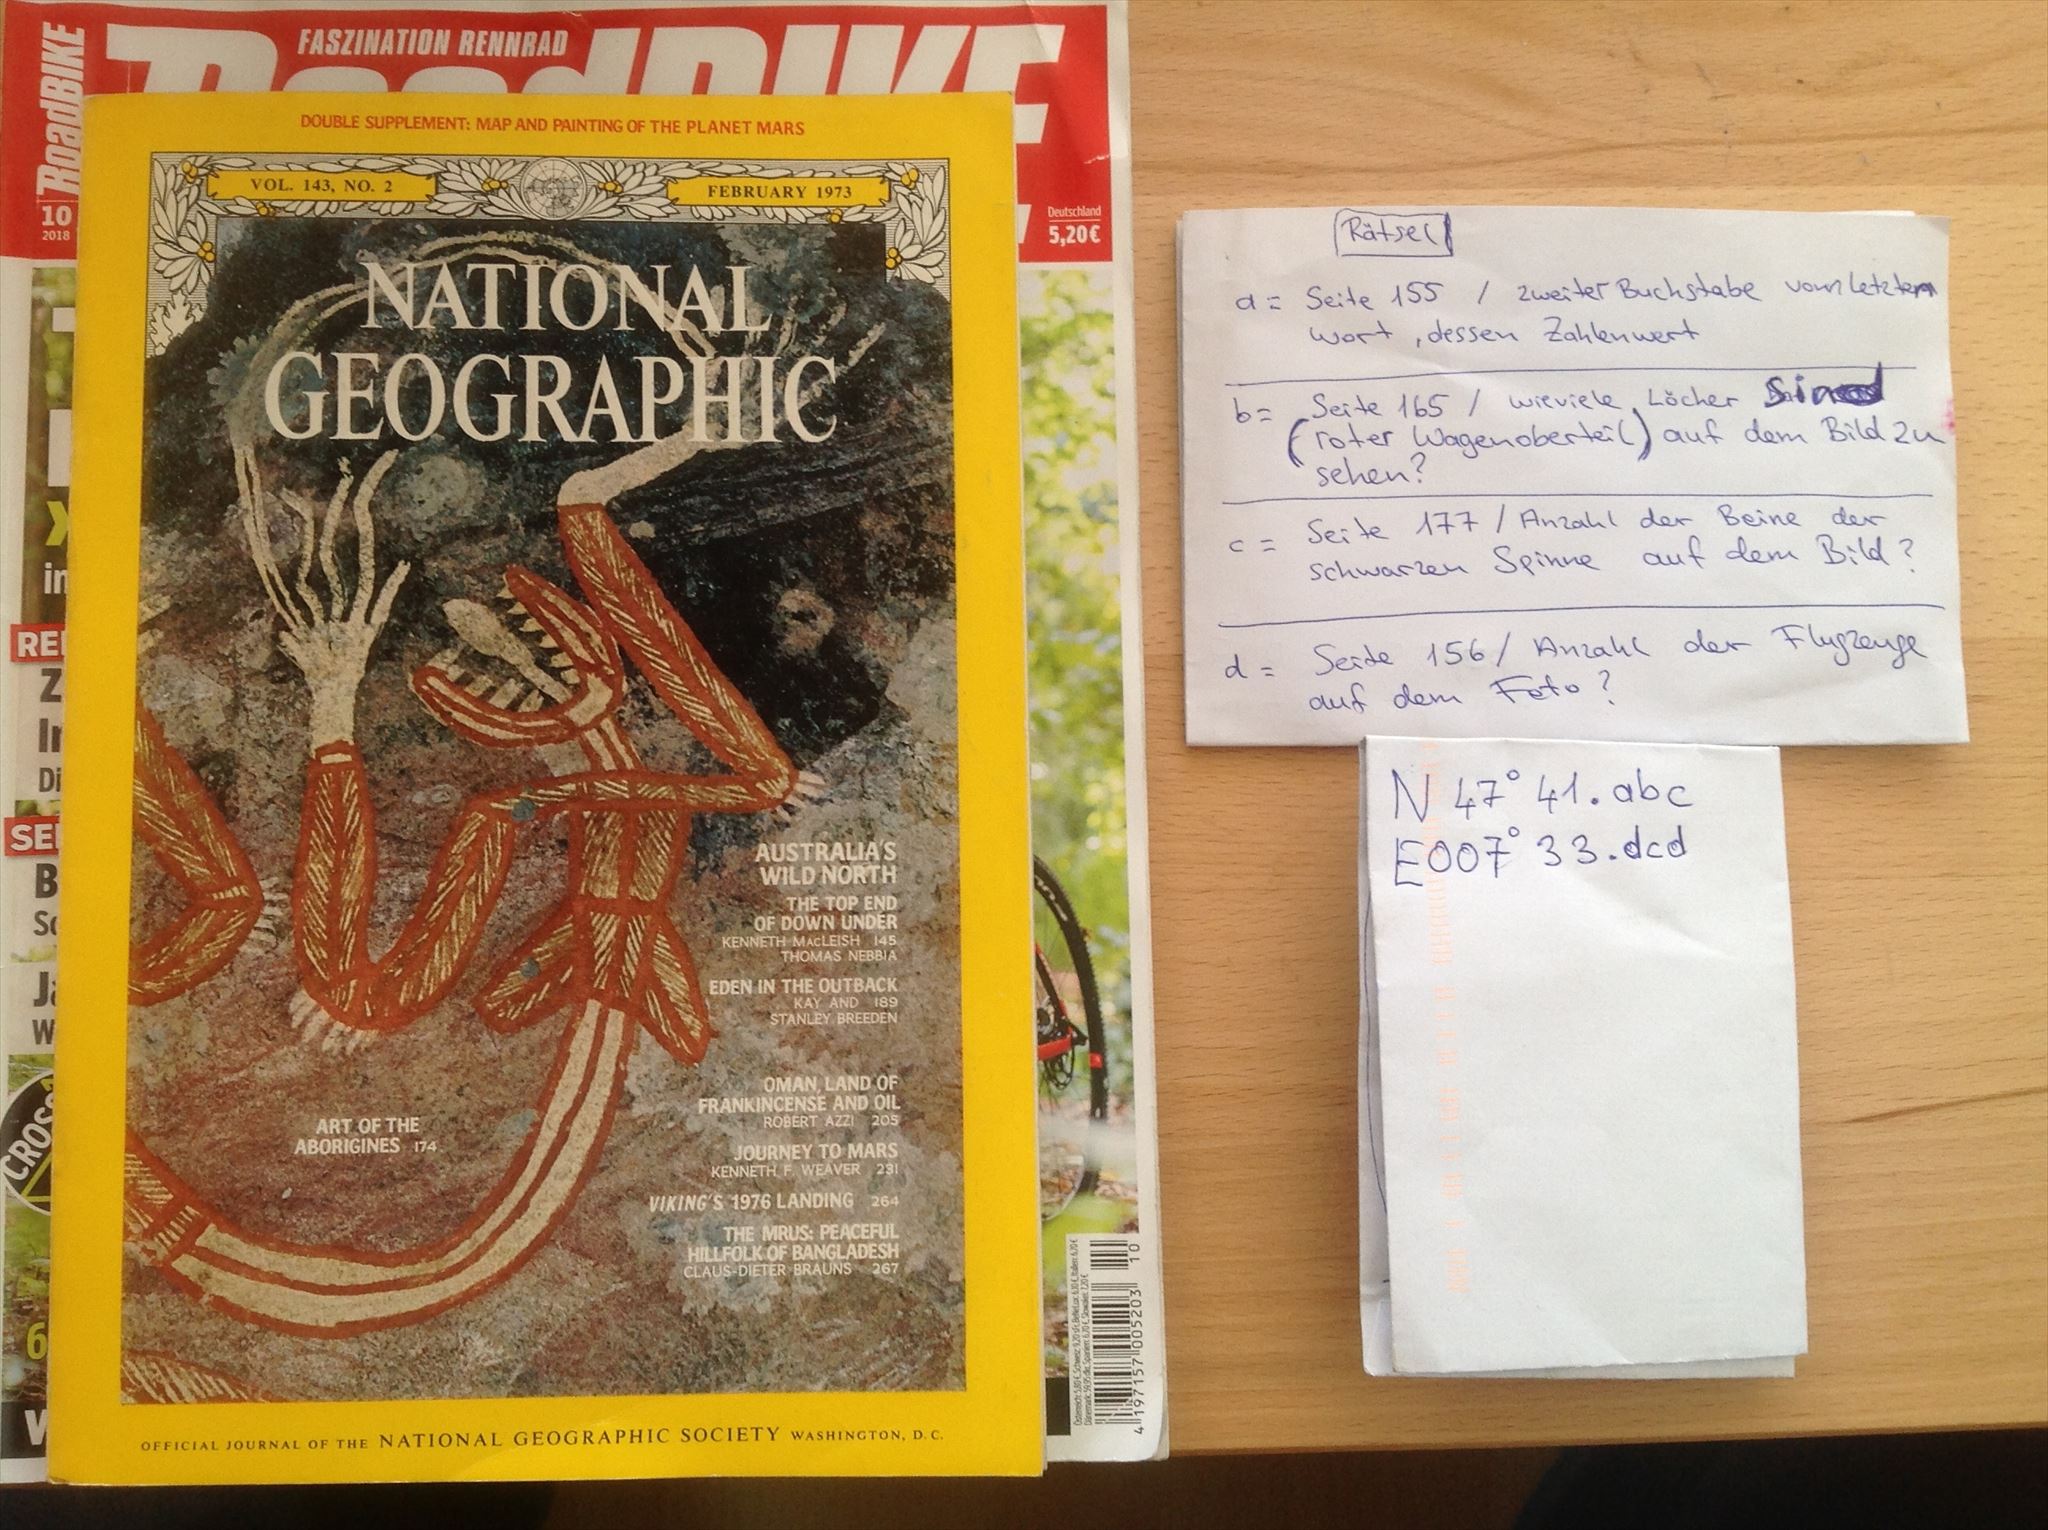 RoadBIKE
FASZINATION RENNRAD
RoadBIKE
10
2018
Deutschland
5,20€
DOUBLE SUPPLEMENT: MAP AND PAINTING OF THE PLANET MARS
VOL. 143, NO. 2
FEBRUARY 1973
NATIONAL
GEOGRAPHIC
AUSTRALIA'S
WILD NORTH
THE TOP END
OF DOWN UNDER
KENNETH MACLEISH 145
THOMAS NEBBIA
EDEN IN THE OUTBACK
KAY AND 189
STANLEY BREEDEN
OMAN, LAND OF
FRANKINCENSE AND OIL
ROBERT AZZI 205
JOURNEY TO MARS
KENNETH F. WEAVER 231
VIKING'S 1976 LANDING 264
THE MRUS: PEACEFUL
HILLFOLK OF BANGLADESH
CLAUS-DIETER BRAUNS 267
ART OF THE
ABORIGINES 174
OFFICIAL JOURNAL OF THE NATIONAL GEOGRAPHIC SOCIETY WASHINGTON, D.C.
4 197157 005203 10
Rätsel
a = Seite 155 / zweiter Buchstabe vom letzten
Wort, dessen Zahlenwert
b = Seite 165 / wieviele Löcher sind
(roter Wagenoberteil) auf dem Bild zu
sehen?
c = Seite 177 / Anzahl der Beine der
schwarzen Spinne auf dem Bild?
d = Seite 156 / Anzahl der Flugzeuge
auf dem Foto?
N 47° 41.abc
E007° 33.dcd